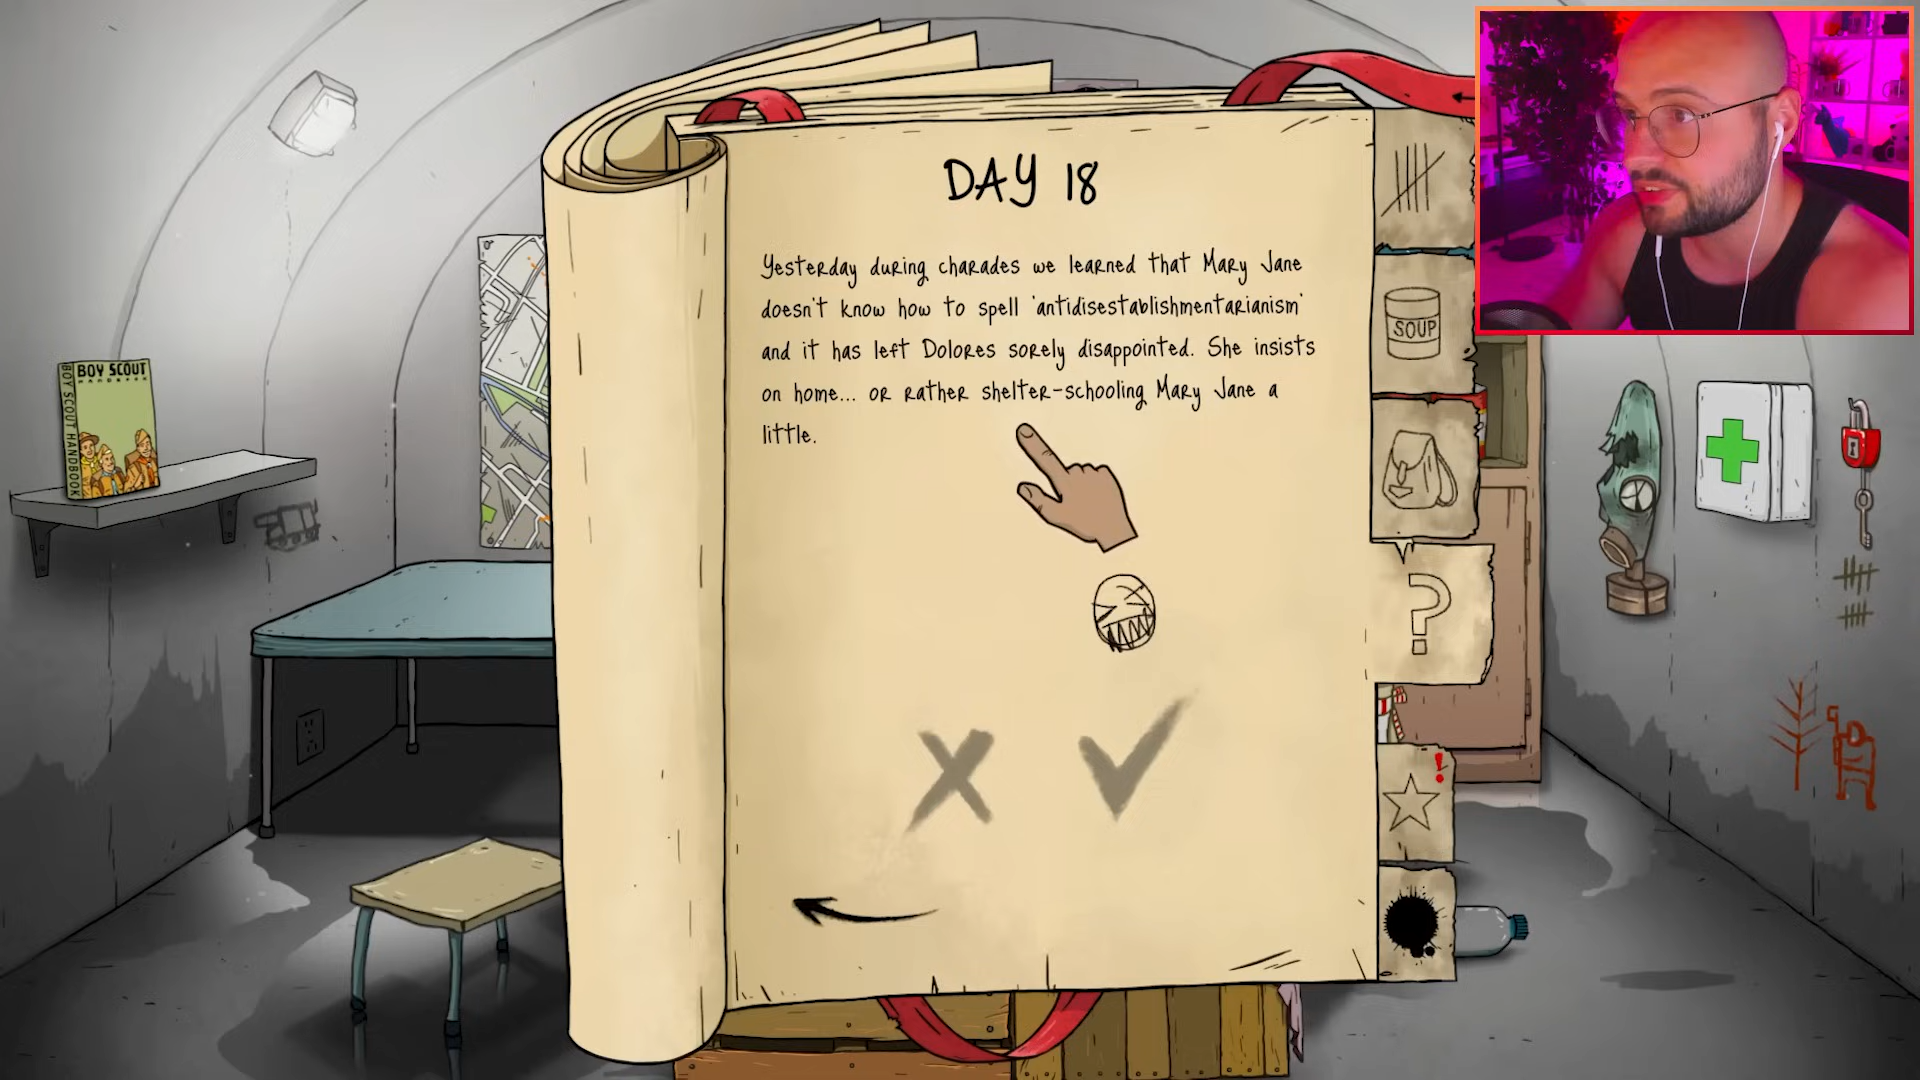 DAY 18
Yesterday during charades we learned that Mary Jane
doesn't know how to spell 'antidisestablishmentarianism'
and it has left Dolores sorely disappointed. She insists
on home... or rather shelter-schooling Mary Jane a
little.
BOY SCOUT
HANDBOOK
BOY SCOUT HANDBOOK
SOUP
?
!